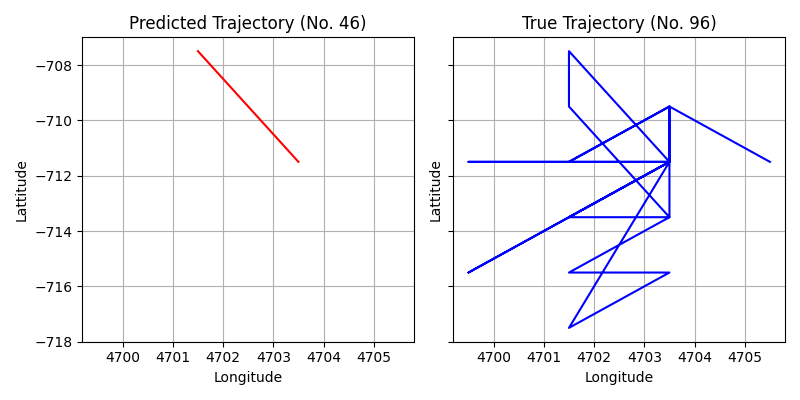 Predicted Trajectory (No. 46)
True Trajectory (No. 96)
−708
−710
−712
−714
−716
−718
Lattitude
Lattitude
4700 4701 4702 4703 4704 4705
4700 4701 4702 4703 4704 4705
Longitude
Longitude